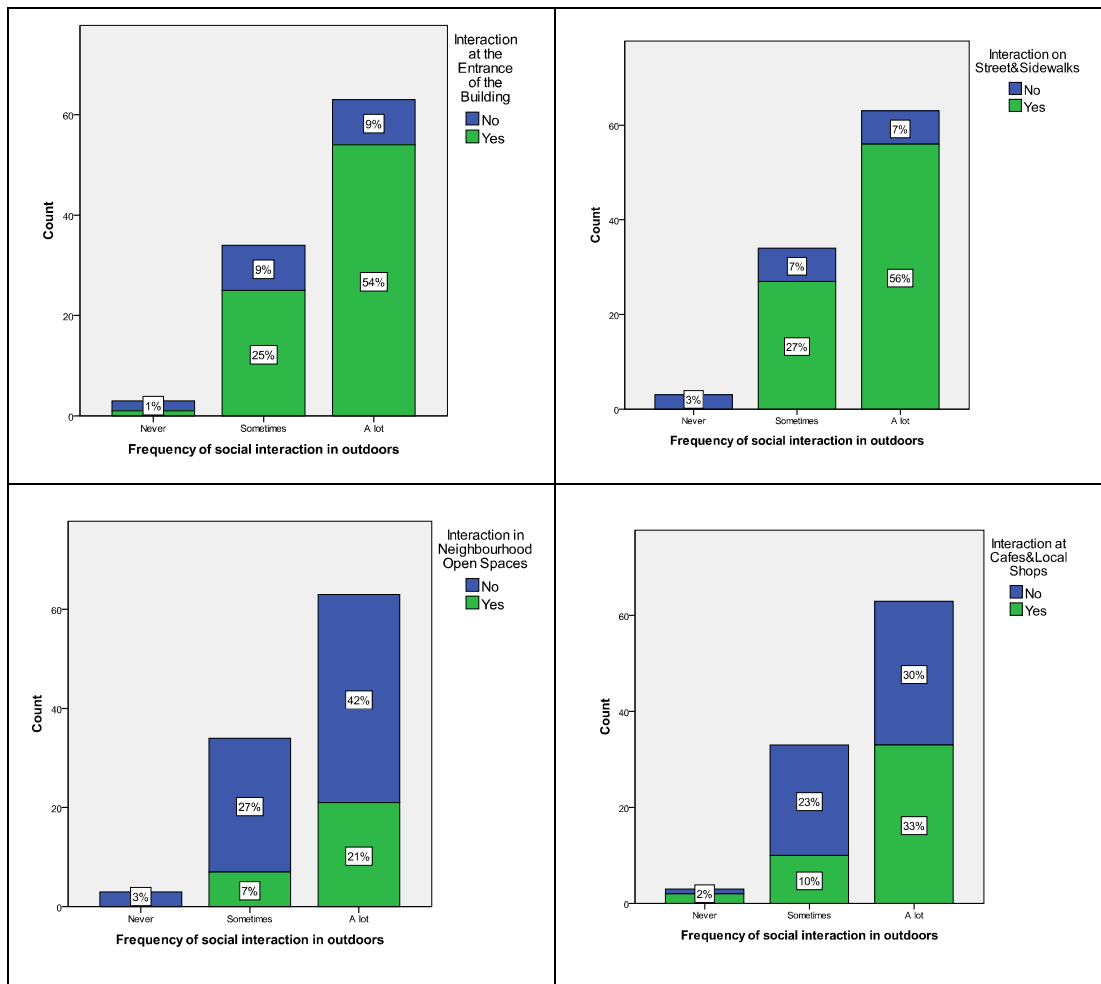 Interaction
at the
Entrance
of the
Building
No
Yes
Count
60
40
20
0
9%
54%
9%
25%
1%
Never
Sometimes
A lot
Frequency of social interaction in outdoors
Interaction on
Street&Sidewalks
No
Yes
Count
60
40
20
0
7%
56%
7%
27%
3%
Never
Sometimes
A lot
Frequency of social interaction in outdoors
Interaction in
Neighbourhood
Open Spaces
No
Yes
Count
60
40
20
0
42%
21%
27%
7%
3%
Never
Sometimes
A lot
Frequency of social interaction in outdoors
Interaction at
Cafes&Local
Shops
No
Yes
Count
60
40
20
0
30%
33%
23%
10%
2%
Never
Sometimes
A lot
Frequency of social interaction in outdoors